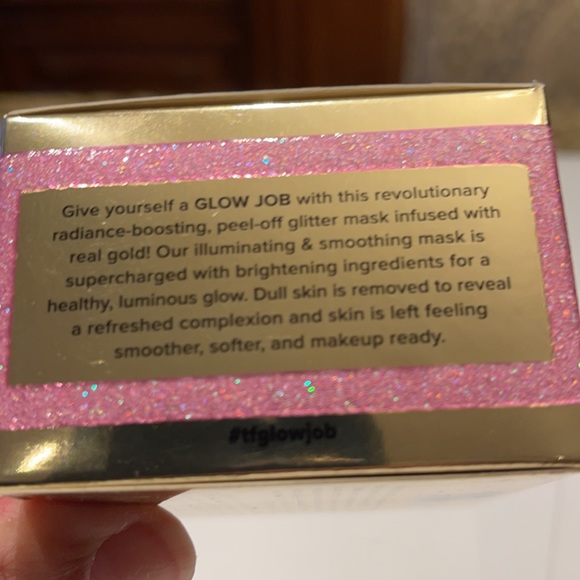 Give yourself a GLOW JOB with this revolutionary
radiance-boosting, peel-off glitter mask infused with
real gold! Our illuminating & smoothing mask is
supercharged with brightening ingredients for a
healthy, luminous glow. Dull skin is removed to reveal
a refreshed complexion and skin is left feeling
smoother, softer, and makeup ready.
#tfglowjob